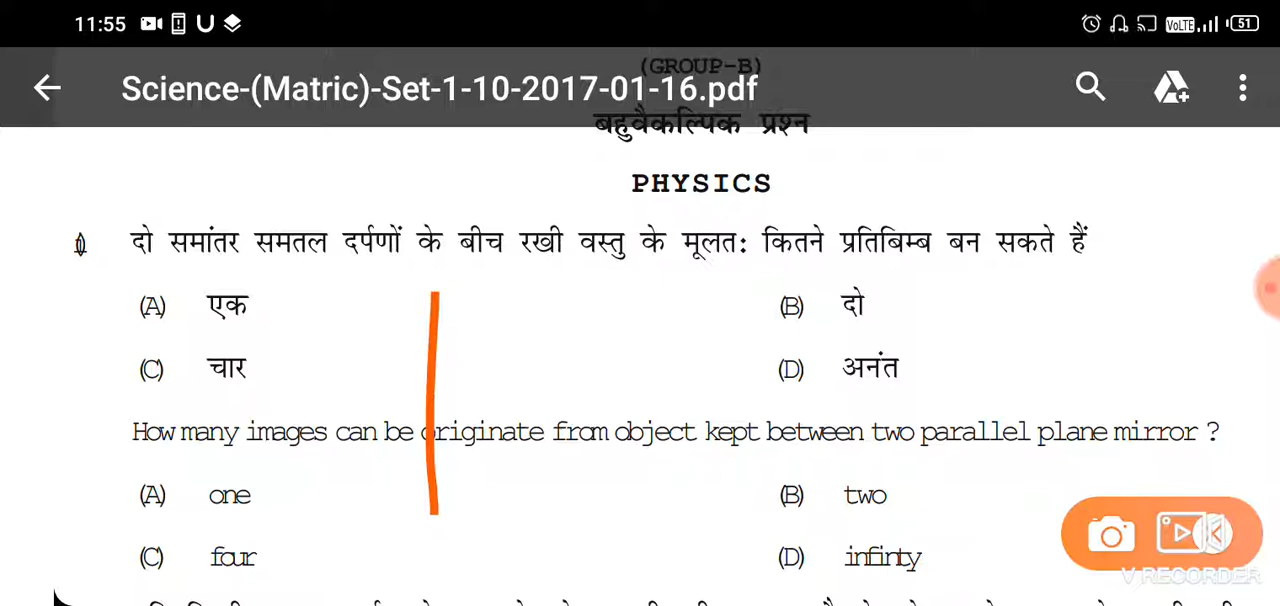 11:55 VoLTE 51
(GROUP-B)
Science-(Matric)-Set-1-10-2017-01-16.pdf
बहुवैकल्पिक प्रश्न
PHYSICS
दो समांतर समतल दर्पणों के बीच रखी वस्तु के मूलत: कितने प्रतिबिम्ब बन सकते हैं
(A) एक (B) दो
(C) चार (D) अनंत
How many images can be originate from object kept between two parallel plane mirror ?
(A) one (B) two
(C) four (D) infinty
V RECORDER